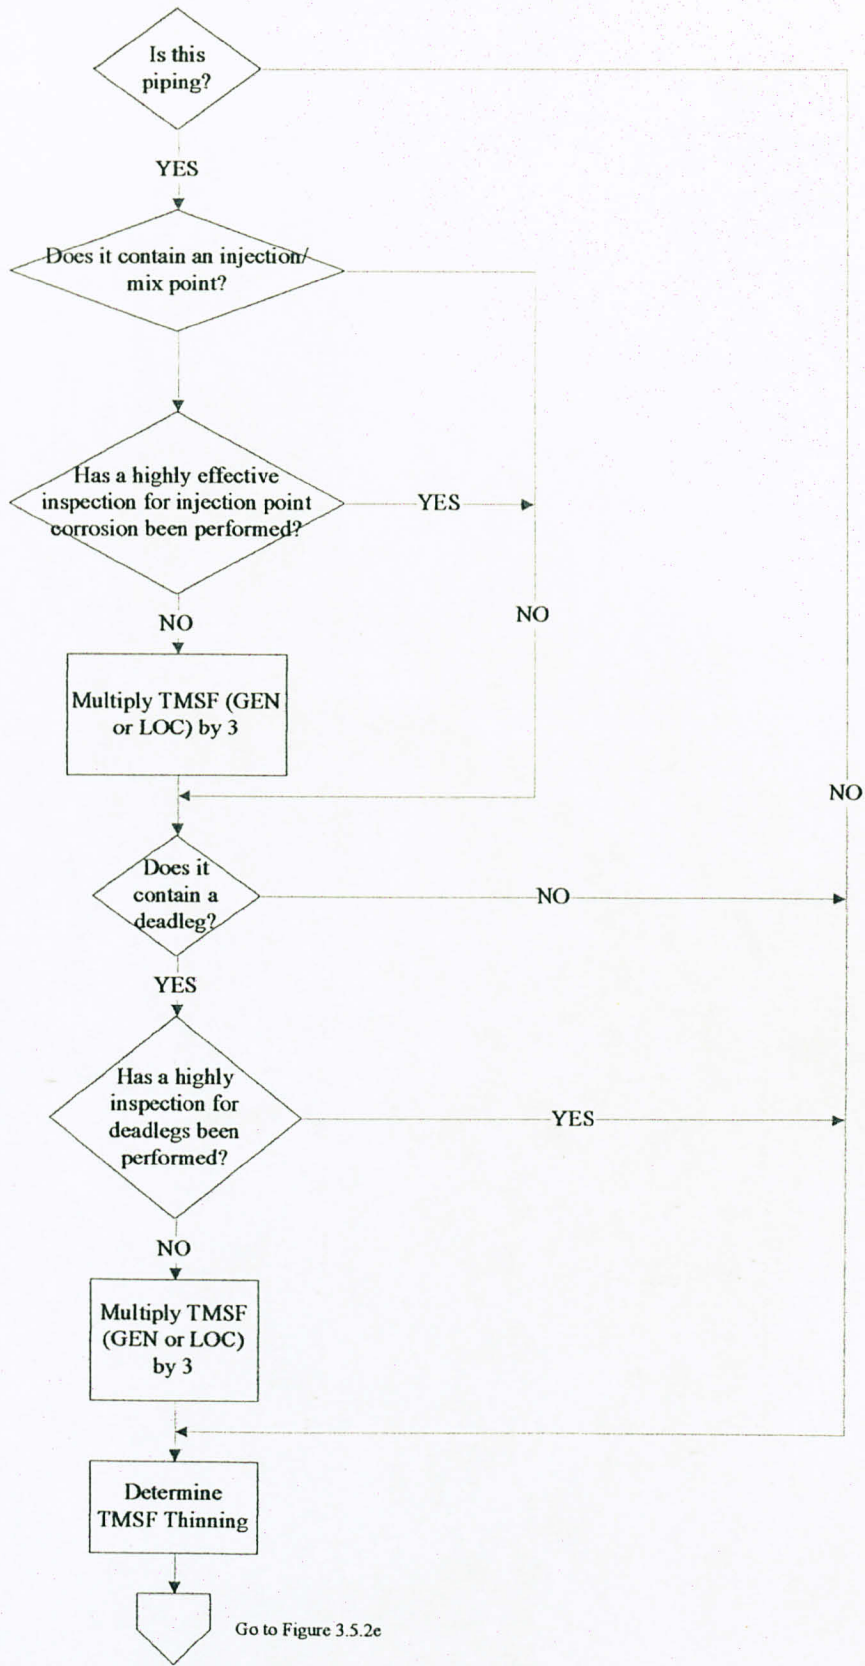 Is this
piping?
YES
Does it contain an injection/
mix point?
Has a highly effective
inspection for injection point
corrosion been performed?
YES
NO
NO
Multiply TMSF (GEN
or LOC) by 3
NO
Does it
contain a
deadleg?
NO
YES
Has a highly
inspection for
deadlegs been
performed?
YES
NO
Multiply TMSF
(GEN or LOC)
by 3
Determine
TMSF Thinning
Go to Figure 3.5.2e